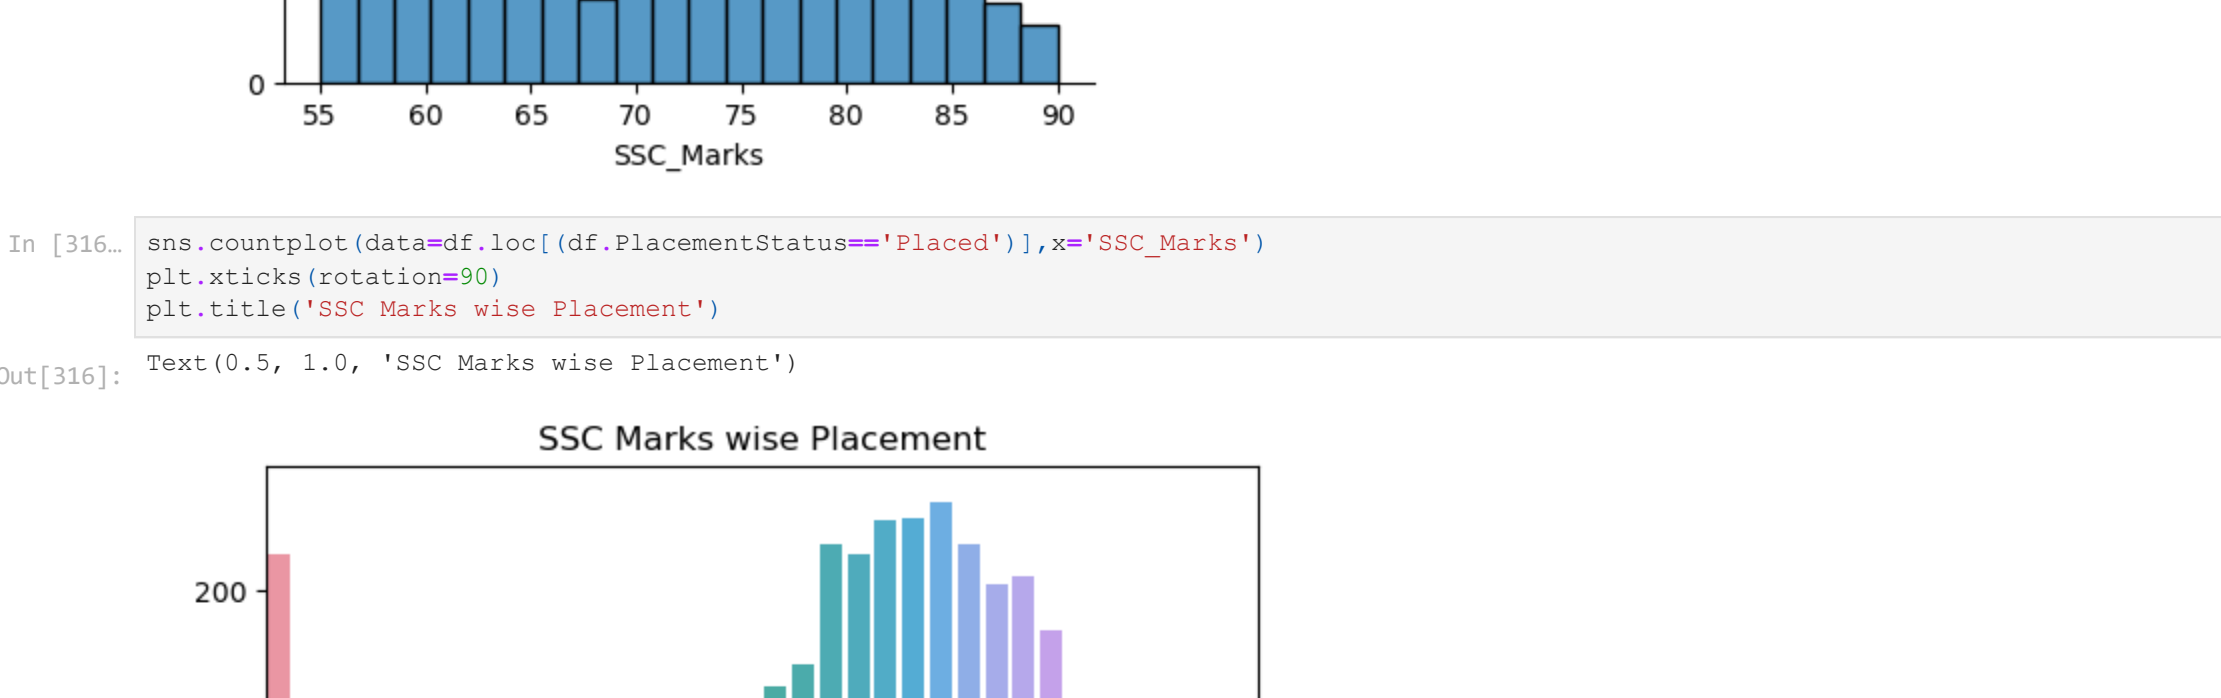 0
55 60 65 70 75 80 85 90
SSC_Marks
In [316… sns.countplot(data=df.loc[(df.PlacementStatus=='Placed')],x='SSC_Marks')
plt.xticks(rotation=90)
plt.title('SSC Marks wise Placement')
Out[316]: Text(0.5, 1.0, 'SSC Marks wise Placement')
SSC Marks wise Placement
200